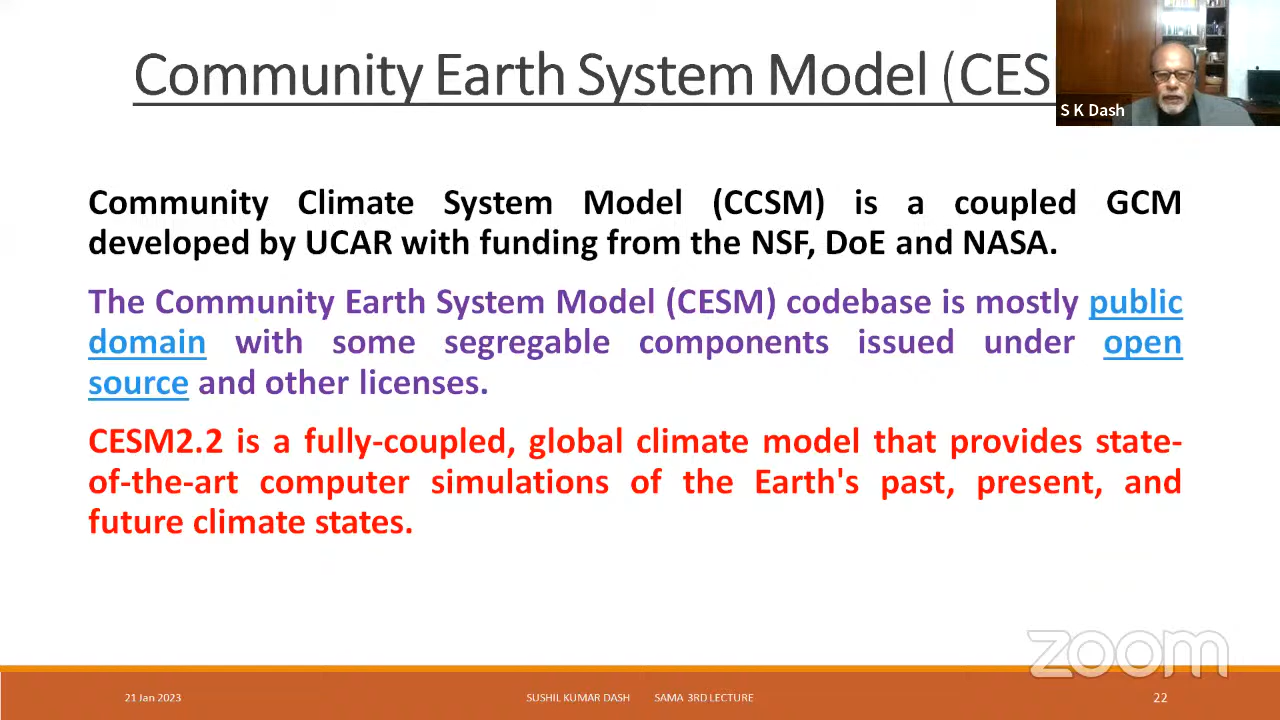 Community Earth System Model (CES
S K Dash
Community Climate System Model (CCSM) is a coupled GCM
developed by UCAR with funding from the NSF, DoE and NASA.
The Community Earth System Model (CESM) codebase is mostly public
domain with some segregable components issued under open
source and other licenses.
CESM2.2 is a fully-coupled, global climate model that provides state-
of-the-art computer simulations of the Earth's past, present, and
future climate states.
zoom
21 Jan 2023 SUSHIL KUMAR DASH SAMA 3RD LECTURE 22